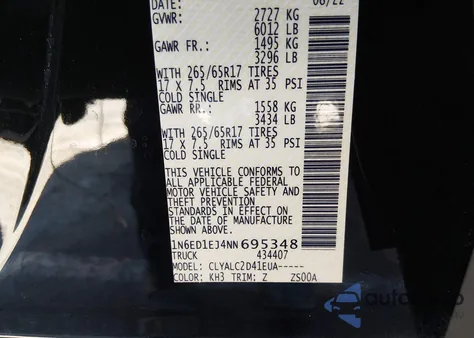 DATE: 06/22
GVWR: 2727 KG
6012 LB
GAWR FR.: 1495 KG
3296 LB
WITH 265/65R17 TIRES
17 X 7.5 RIMS AT 35 PSI
COLD SINGLE
GAWR RR.: 1558 KG
3434 LB
WITH 265/65R17 TIRES
17 X 7.5 RIMS AT 35 PSI
COLD SINGLE
THIS VEHICLE CONFORMS TO
ALL APPLICABLE FEDERAL
MOTOR VEHICLE SAFETY AND
THEFT PREVENTION
STANDARDS IN EFFECT ON
THE DATE OF MANUFACTURE
SHOWN ABOVE.
1N6ED1EJ4NN695348
TRUCK 434407
MODEL: CLYALC2D41EUA-----
COLOR: KH3 TRIM: Z ZS00A